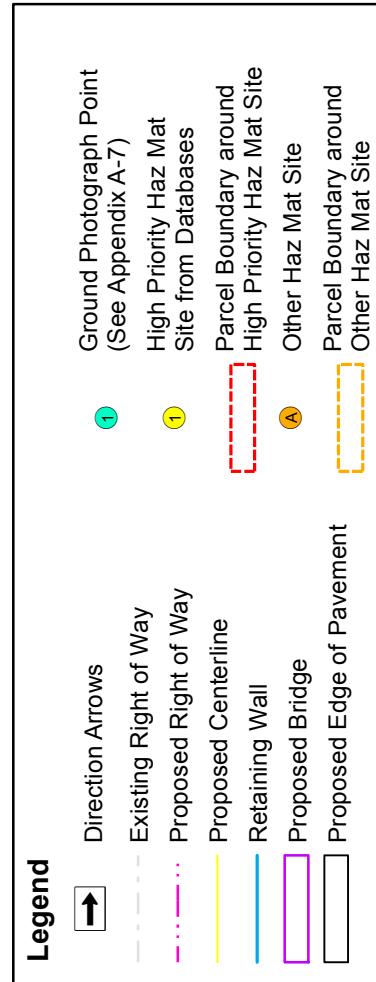 Legend
Direction Arrows
Existing Right of Way
Proposed Right of Way
Proposed Centerline
Retaining Wall
Proposed Bridge
Proposed Edge of Pavement
1
Ground Photograph Point
(See Appendix A-7)
1
High Priority Haz Mat
Site from Databases
Parcel Boundary around
High Priority Haz Mat Site
A
Other Haz Mat Site
Parcel Boundary around
Other Haz Mat Site